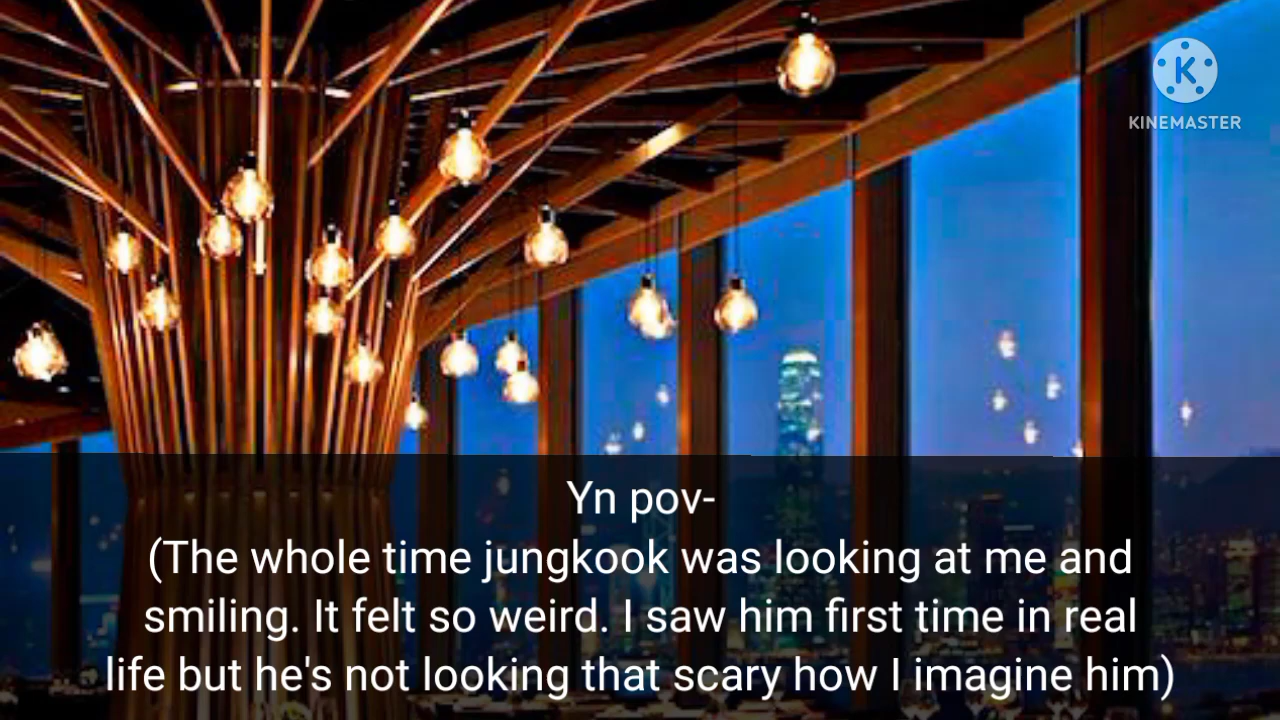 KINEMASTER
Yn pov-
(The whole time jungkook was looking at me and
smiling. It felt so weird. I saw him first time in real
life but he's not looking that scary how I imagine him)